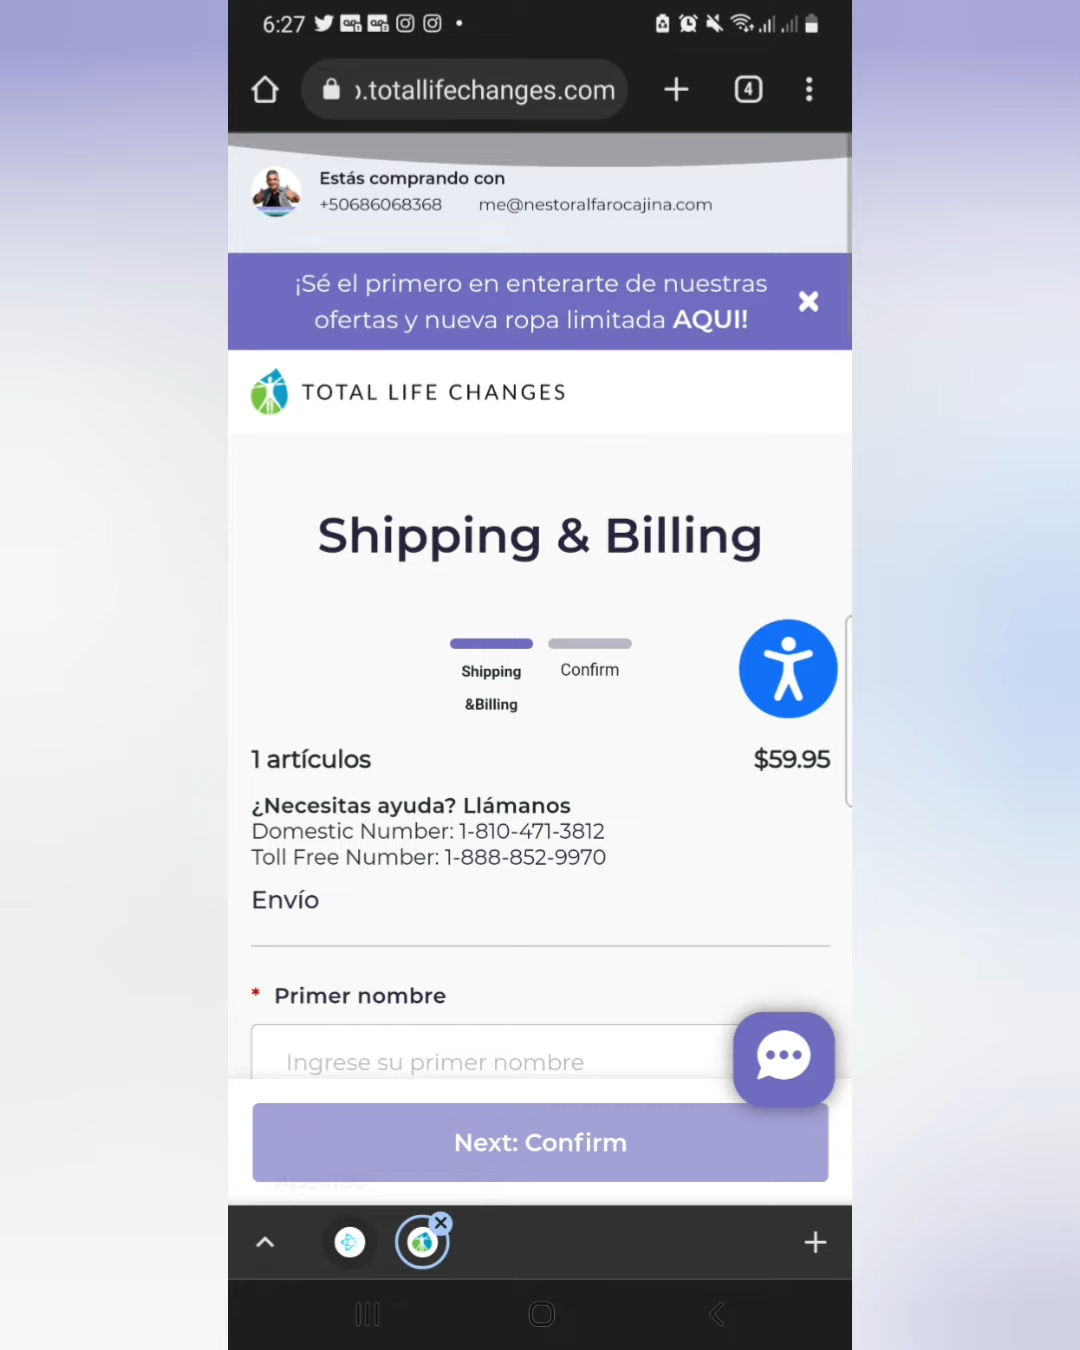 6:27
.totallifechanges.com
4
Estás comprando con
+50686068368 me@nestoralfarocajina.com
¡Sé el primero en enterarte de nuestras
ofertas y nueva ropa limitada AQUI!
TOTAL LIFE CHANGES
Shipping & Billing
Shipping
&Billing
Confirm
1 artículos $59.95
¿Necesitas ayuda? Llámanos
Domestic Number: 1-810-471-3812
Toll Free Number: 1-888-852-9970
Envío
* Primer nombre
Ingrese su primer nombre
Next: Confirm
Apellido